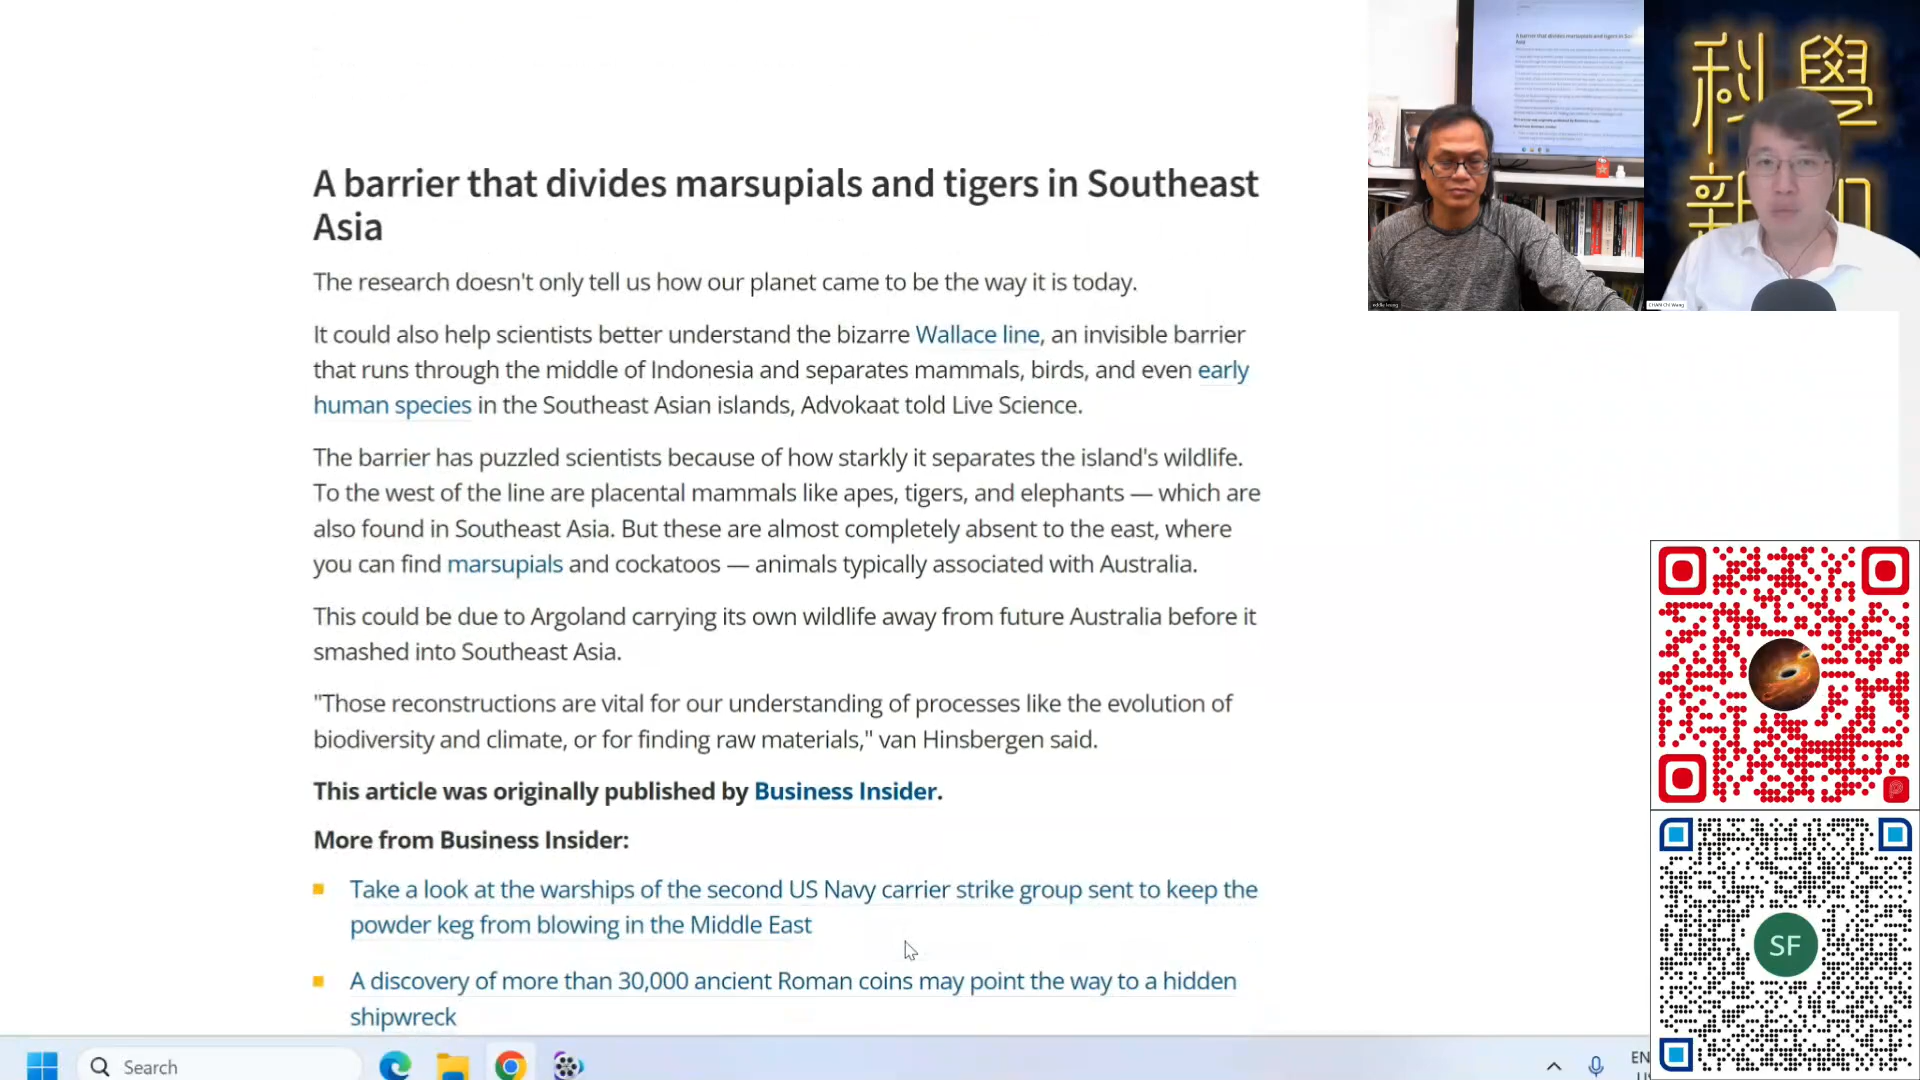 A barrier that divides marsupials and tigers in Southeast
Asia
The research doesn't only tell us how our planet came to be the way it is today.
It could also help scientists better understand the bizarre Wallace line, an invisible barrier
that runs through the middle of Indonesia and separates mammals, birds, and even early
human species in the Southeast Asian islands, Advokaat told Live Science.
The barrier has puzzled scientists because of how starkly it separates the island's wildlife.
To the west of the line are placental mammals like apes, tigers, and elephants — which are
also found in Southeast Asia. But these are almost completely absent to the east, where
you can find marsupials and cockatoos — animals typically associated with Australia.
This could be due to Argoland carrying its own wildlife away from future Australia before it
smashed into Southeast Asia.
"Those reconstructions are vital for our understanding of processes like the evolution of
biodiversity and climate, or for finding raw materials," van Hinsbergen said.
This article was originally published by Business Insider.
More from Business Insider:
Take a look at the warships of the second US Navy carrier strike group sent to keep the
powder keg from blowing in the Middle East
A discovery of more than 30,000 ancient Roman coins may point the way to a hidden
shipwreck
科學
新
CHAN Chi Wang
SF
Search
EN